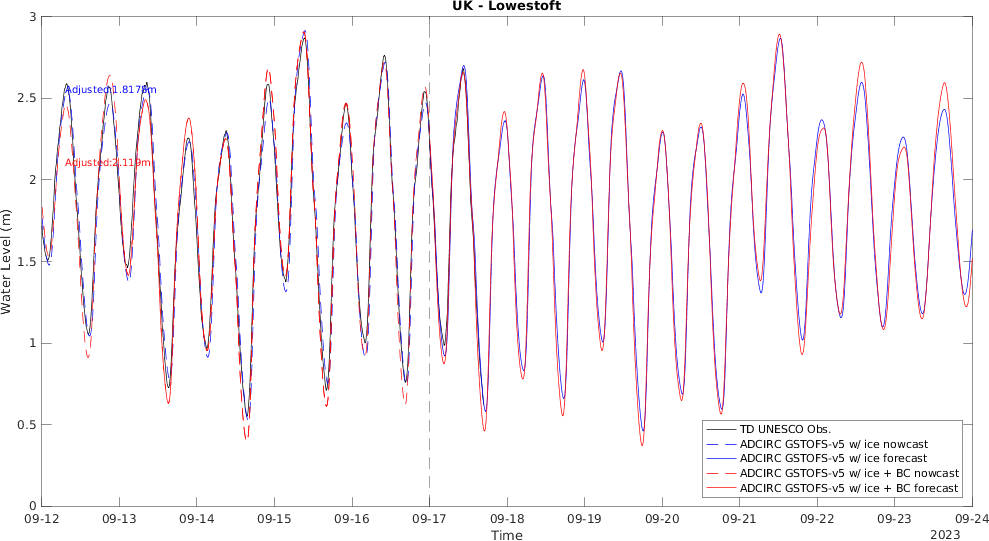 UK - Lowestoft
3
2.5
2
1.5
1
0.5
0
Water Level (m)
Adjusted:1.8178m
Adjusted:2.119m
TD UNESCO Obs.
ADCIRC GSTOFS-v5 w/ ice nowcast
ADCIRC GSTOFS-v5 w/ ice forecast
ADCIRC GSTOFS-v5 w/ ice + BC nowcast
ADCIRC GSTOFS-v5 w/ ice + BC forecast
09-12 09-13 09-14 09-15 09-16 09-17 09-18 09-19 09-20 09-21 09-22 09-23 09-24
Time
2023